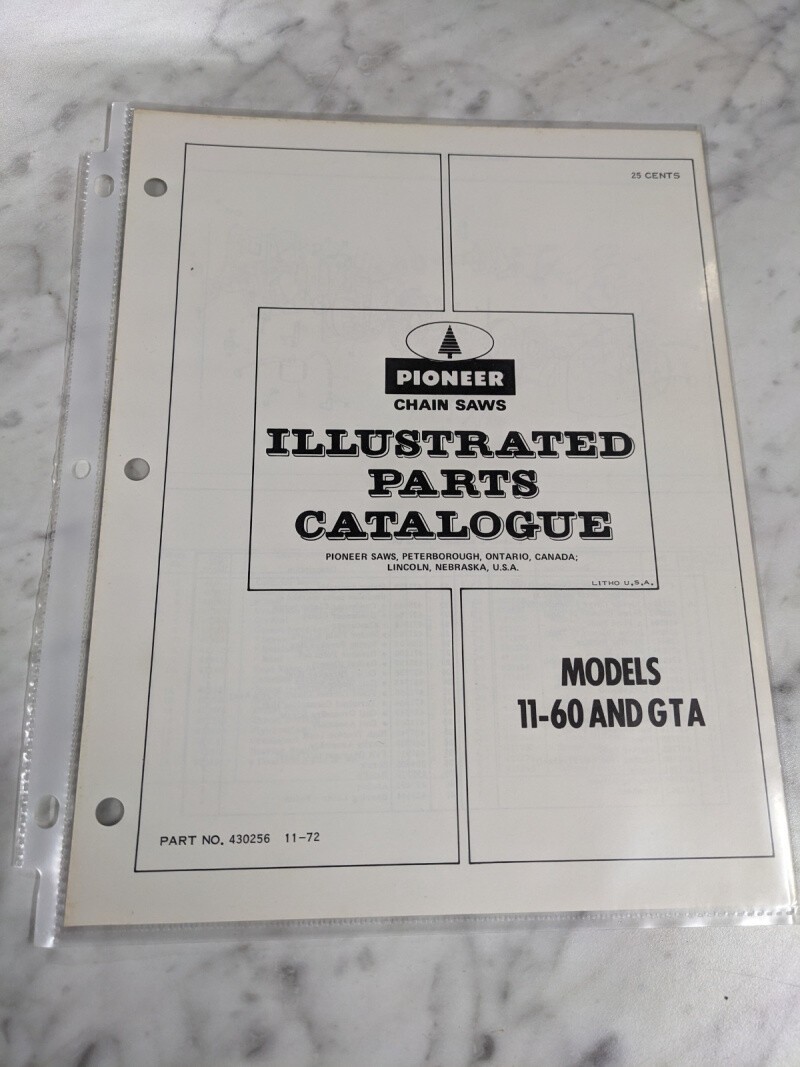 25 CENTS
PIONEER
CHAIN SAWS
ILLUSTRATED
PARTS
CATALOGUE
PIONEER SAWS, PETERBOROUGH, ONTARIO, CANADA;
LINCOLN, NEBRASKA, U.S.A.
LITHO U.S.A.
MODELS
11-60 AND GTA
PART NO. 430256 11-72